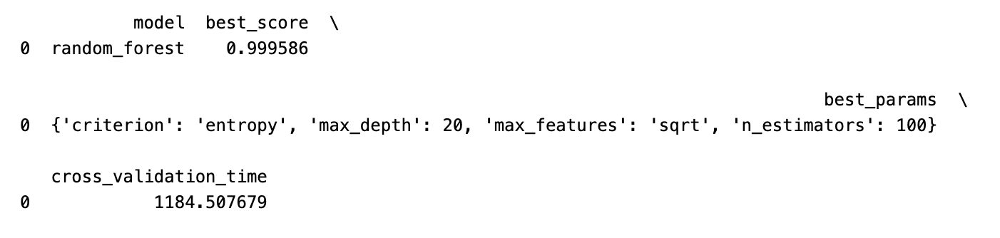 model best_score \
0 random_forest 0.999586
best_params \
0 {'criterion': 'entropy', 'max_depth': 20, 'max_features': 'sqrt', 'n_estimators': 100}
cross_validation_time
0 1184.507679